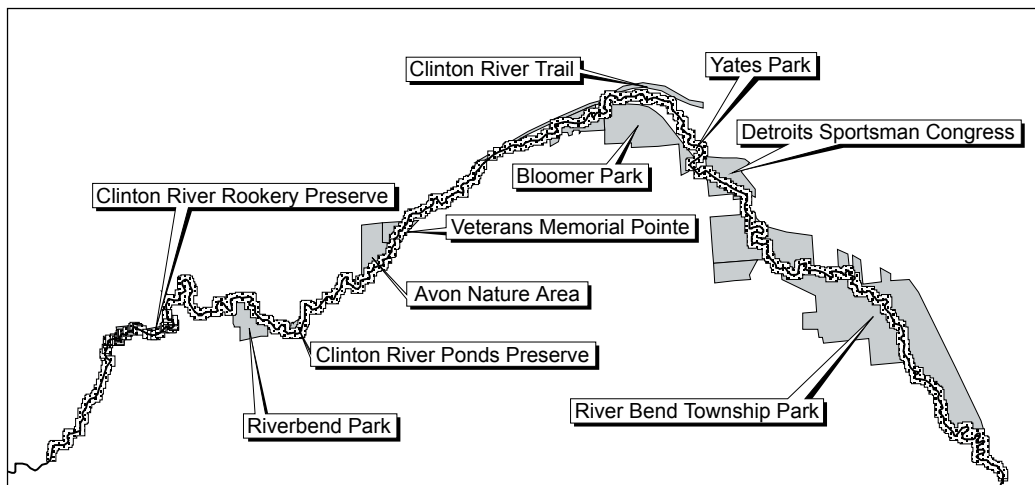 Clinton River Trail
Yates Park
Detroits Sportsman Congress
Bloomer Park
Clinton River Rookery Preserve
Veterans Memorial Pointe
Avon Nature Area
Clinton River Ponds Preserve
River Bend Township Park
Riverbend Park